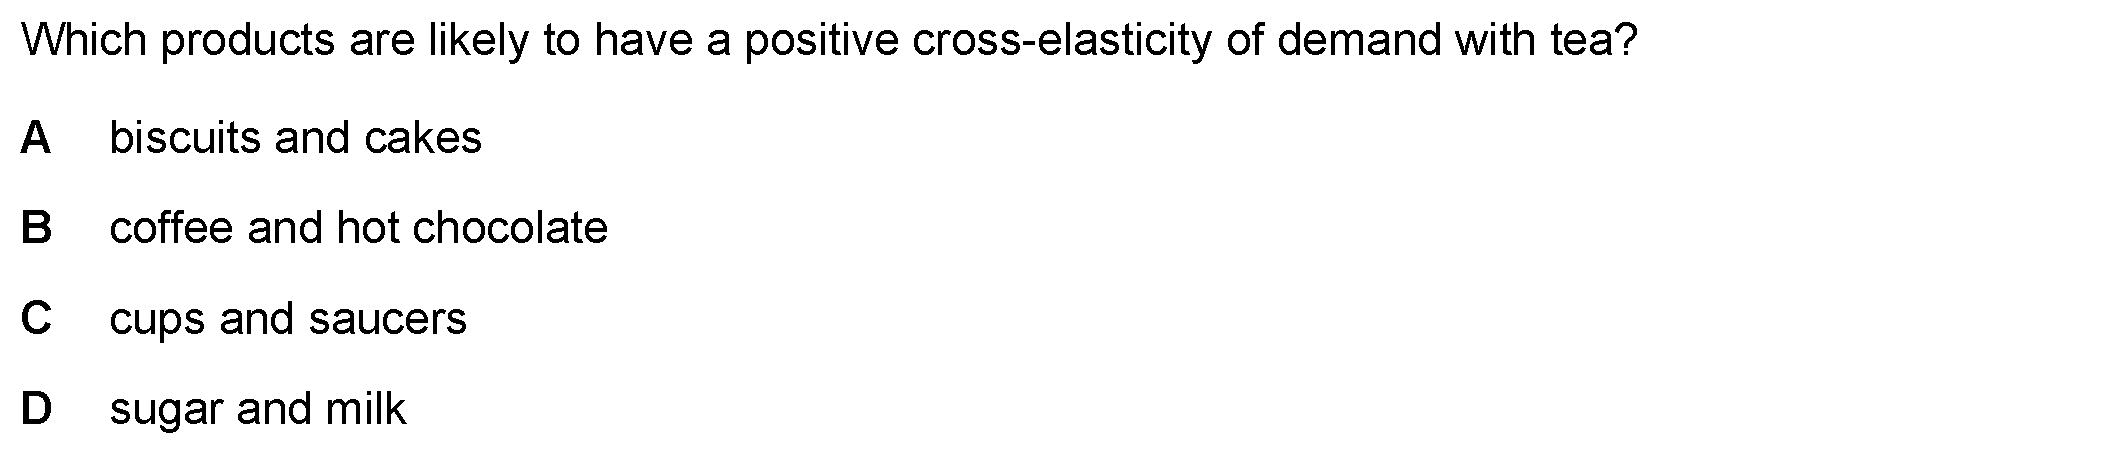 Which products are likely to have a positive cross-elasticity of demand with tea?
A biscuits and cakes
B coffee and hot chocolate
C cups and saucers
D sugar and milk